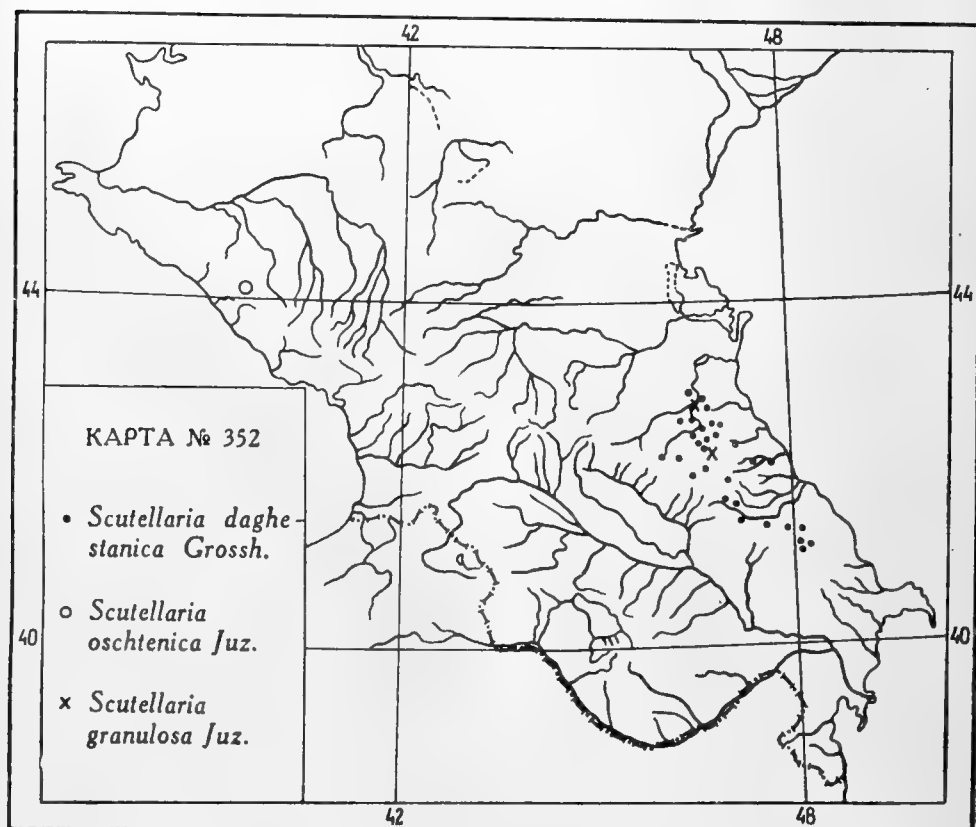 42 48
44 44
КАРТА № 352
• Scutellaria daghe-
stanica Grossh.
○ Scutellaria
oschtenica Juz.
40 40
× Scutellaria
granulosa Juz.
42 48